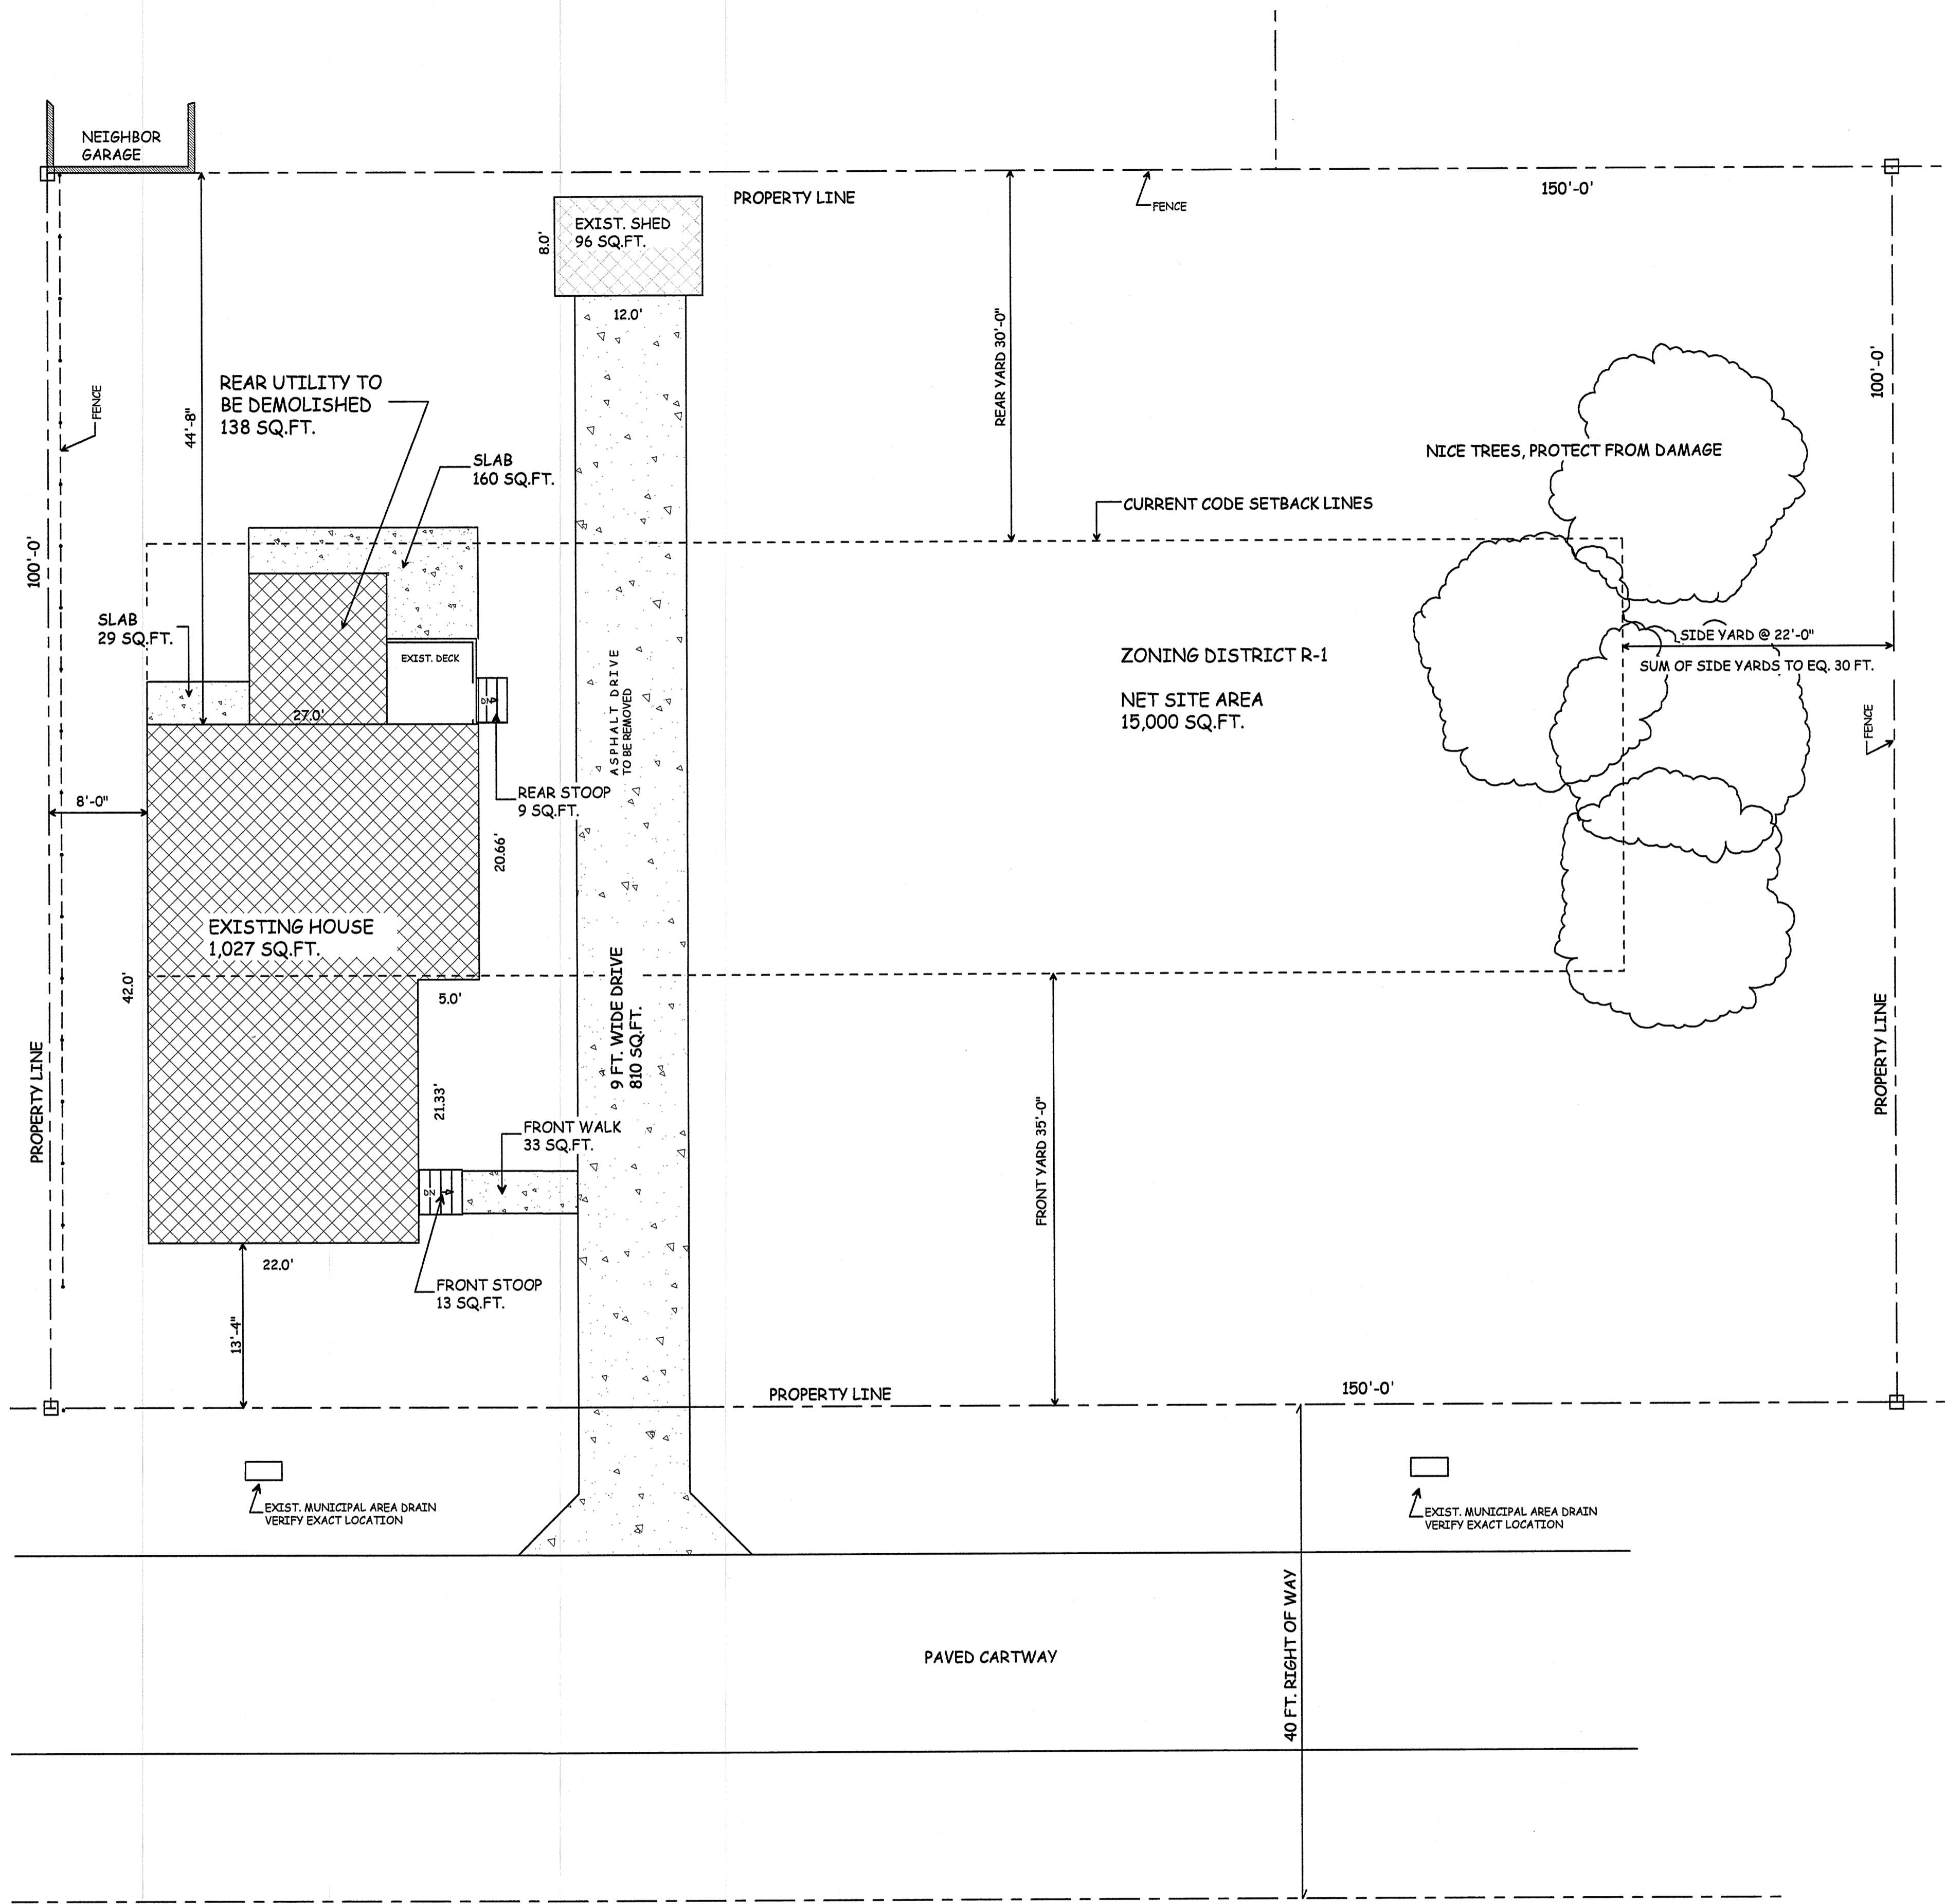 NEIGHBOR
GARAGE
PROPERTY LINE
150'-0'
FENCE
EXIST. SHED
96 SQ.FT.
8.0'
12.0'
REAR YARD 30'-0"
100'-0'
REAR UTILITY TO
BE DEMOLISHED
138 SQ.FT.
FENCE
44'-8"
SLAB
160 SQ.FT.
NICE TREES, PROTECT FROM DAMAGE
CURRENT CODE SETBACK LINES
100'-0'
SLAB
29 SQ.FT.
EXIST. DECK
DN
27.0'
ASPHALT DRIVE
TO BE REMOVED
ZONING DISTRICT R-1
NET SITE AREA
15,000 SQ.FT.
SIDE YARD @ 22'-0"
SUM OF SIDE YARDS TO EQ. 30 FT.
FENCE
8'-0"
REAR STOOP
9 SQ.FT.
20.66'
EXISTING HOUSE
1,027 SQ.FT.
42.0'
5.0'
9 FT. WIDE DRIVE
810 SQ.FT.
PROPERTY LINE
PROPERTY LINE
21.33'
FRONT WALK
33 SQ.FT.
FRONT YARD 35'-0"
DN
22.0'
FRONT STOOP
13 SQ.FT.
13'-4"
PROPERTY LINE
150'-0'
EXIST. MUNICIPAL AREA DRAIN
VERIFY EXACT LOCATION
EXIST. MUNICIPAL AREA DRAIN
VERIFY EXACT LOCATION
PAVED CARTWAY
40 FT. RIGHT OF WAY